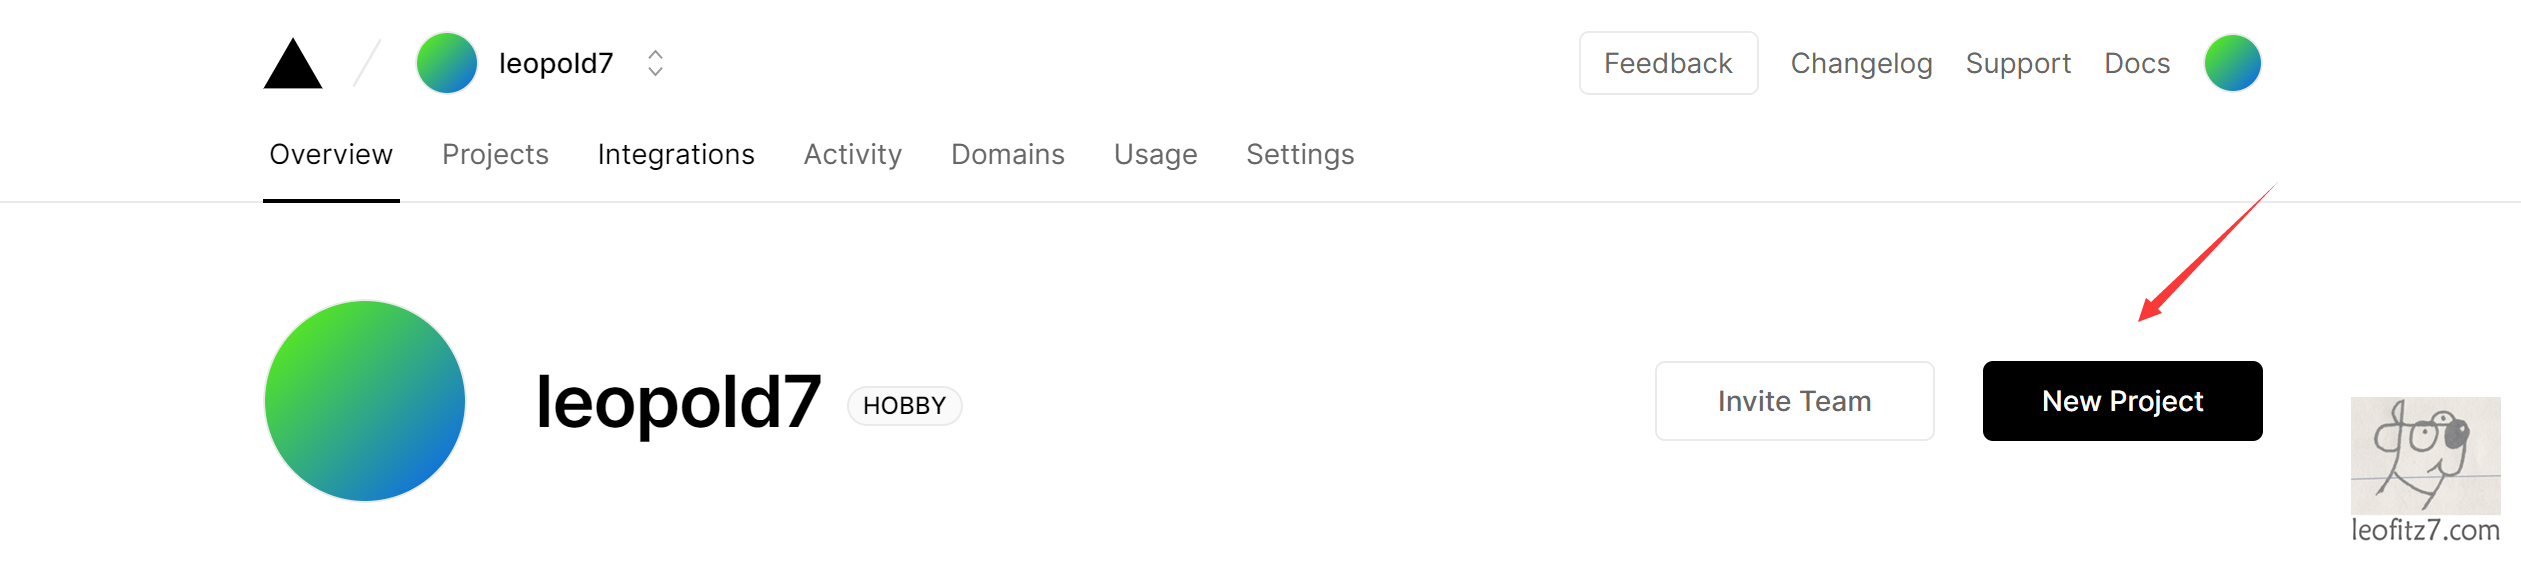 leopold7
Feedback Changelog Support Docs
Overview Projects Integrations Activity Domains Usage Settings
leopold7 HOBBY
Invite Team New Project
dog
leofitz7.com